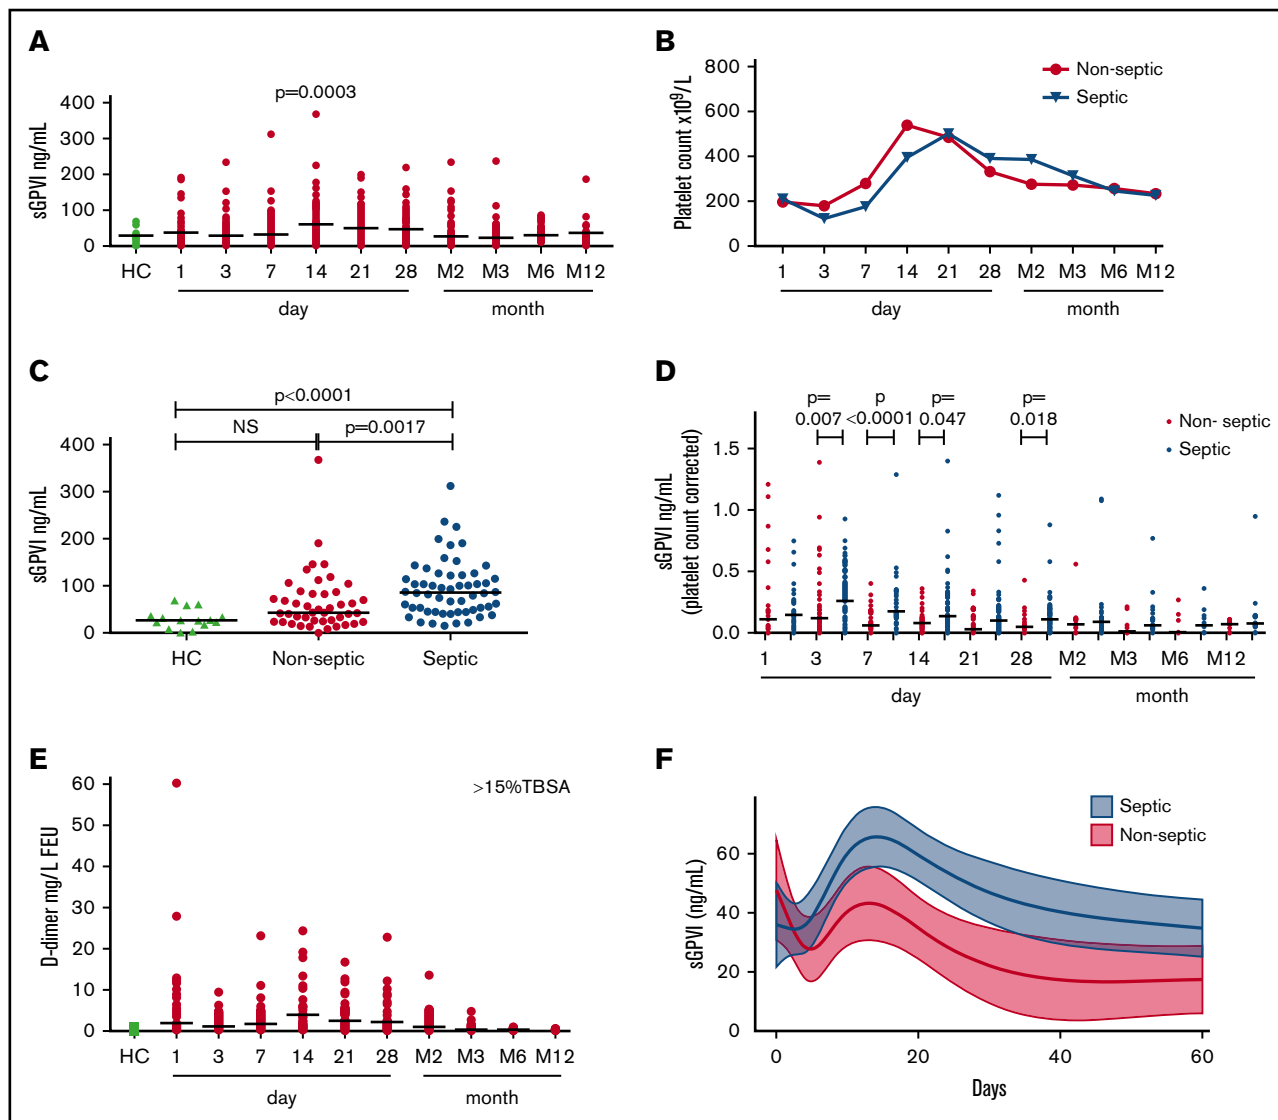 A
p=0.0003
sGPVI ng/mL
400
300
200
100
0
HC 1 3 7 14 21 28 M2 M3 M6 M12
day month
B
Platelet count x10⁹/L
800
600
400
200
0
Non-septic
Septic
1 3 7 14 21 28 M2 M3 M6 M12
day month
C
p<0.0001
NS p=0.0017
sGPVI ng/mL
400
300
200
100
0
HC Non-septic Septic
D
p= p p= p=
0.007 <0.0001 0.047 0.018
Non- septic
Septic
sGPVI ng/mL
(platelet count corrected)
1.5
1.0
0.5
0.0
1 3 7 14 21 28 M2 M3 M6 M12
day month
E
>15%TBSA
D-dimer mg/L FEU
60
50
40
30
20
10
0
HC 1 3 7 14 21 28 M2 M3 M6 M12
day month
F
Septic
Non-septic
sGPVI (ng/mL)
60
40
20
0
0 20 40 60
Days